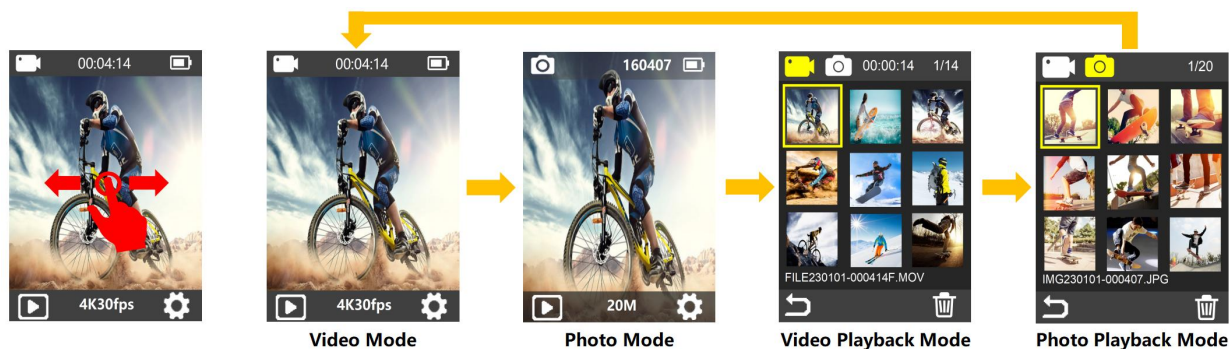 00:04:14
4K30fps
00:04:14
4K30fps
Video Mode
160407
20M
Photo Mode
00:00:14 1/14
FILE230101-000414F.MOV
Video Playback Mode
1/20
IMG230101-000407.JPG
Photo Playback Mode